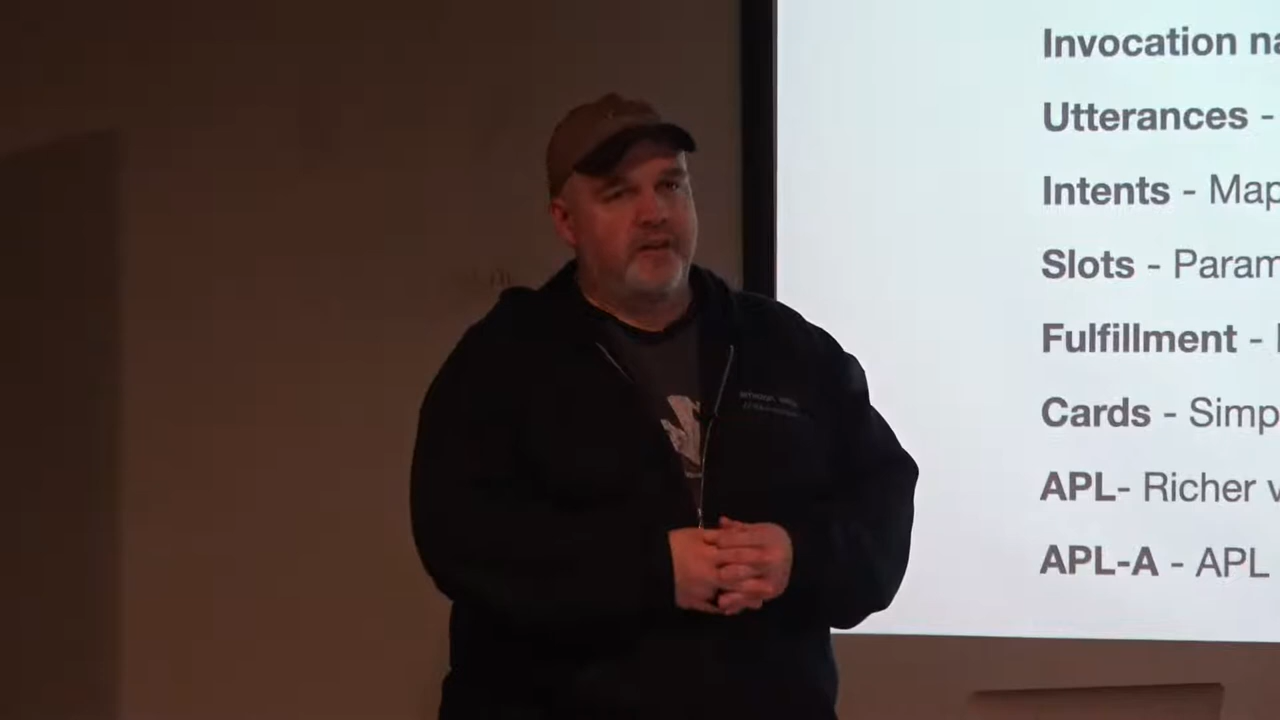 Invocation na
Utterances -
Intents - Map
Slots - Param
Fulfillment -
Cards - Simp
APL- Richer v
APL-A - APL